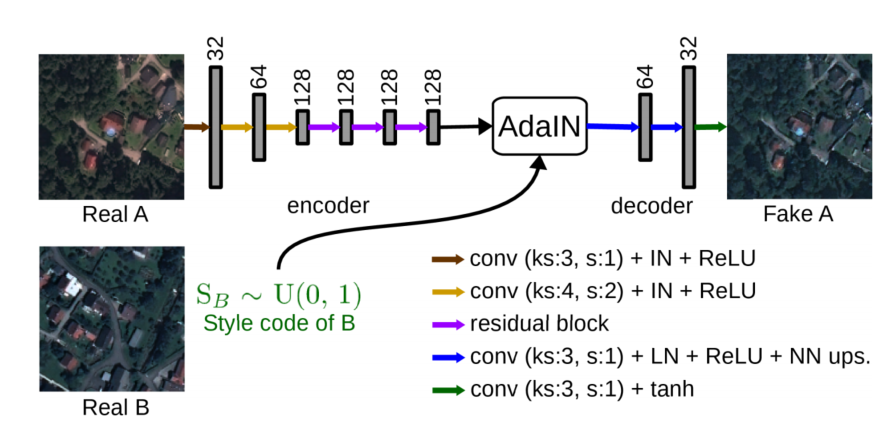 32
64
128
128
128
128
AdaIN
64
32
Real A
encoder
decoder
Fake A
S_B ∼ U(0, 1)
Style code of B
Real B
conv (ks:3, s:1) + IN + ReLU
conv (ks:4, s:2) + IN + ReLU
residual block
conv (ks:3, s:1) + LN + ReLU + NN ups.
conv (ks:3, s:1) + tanh